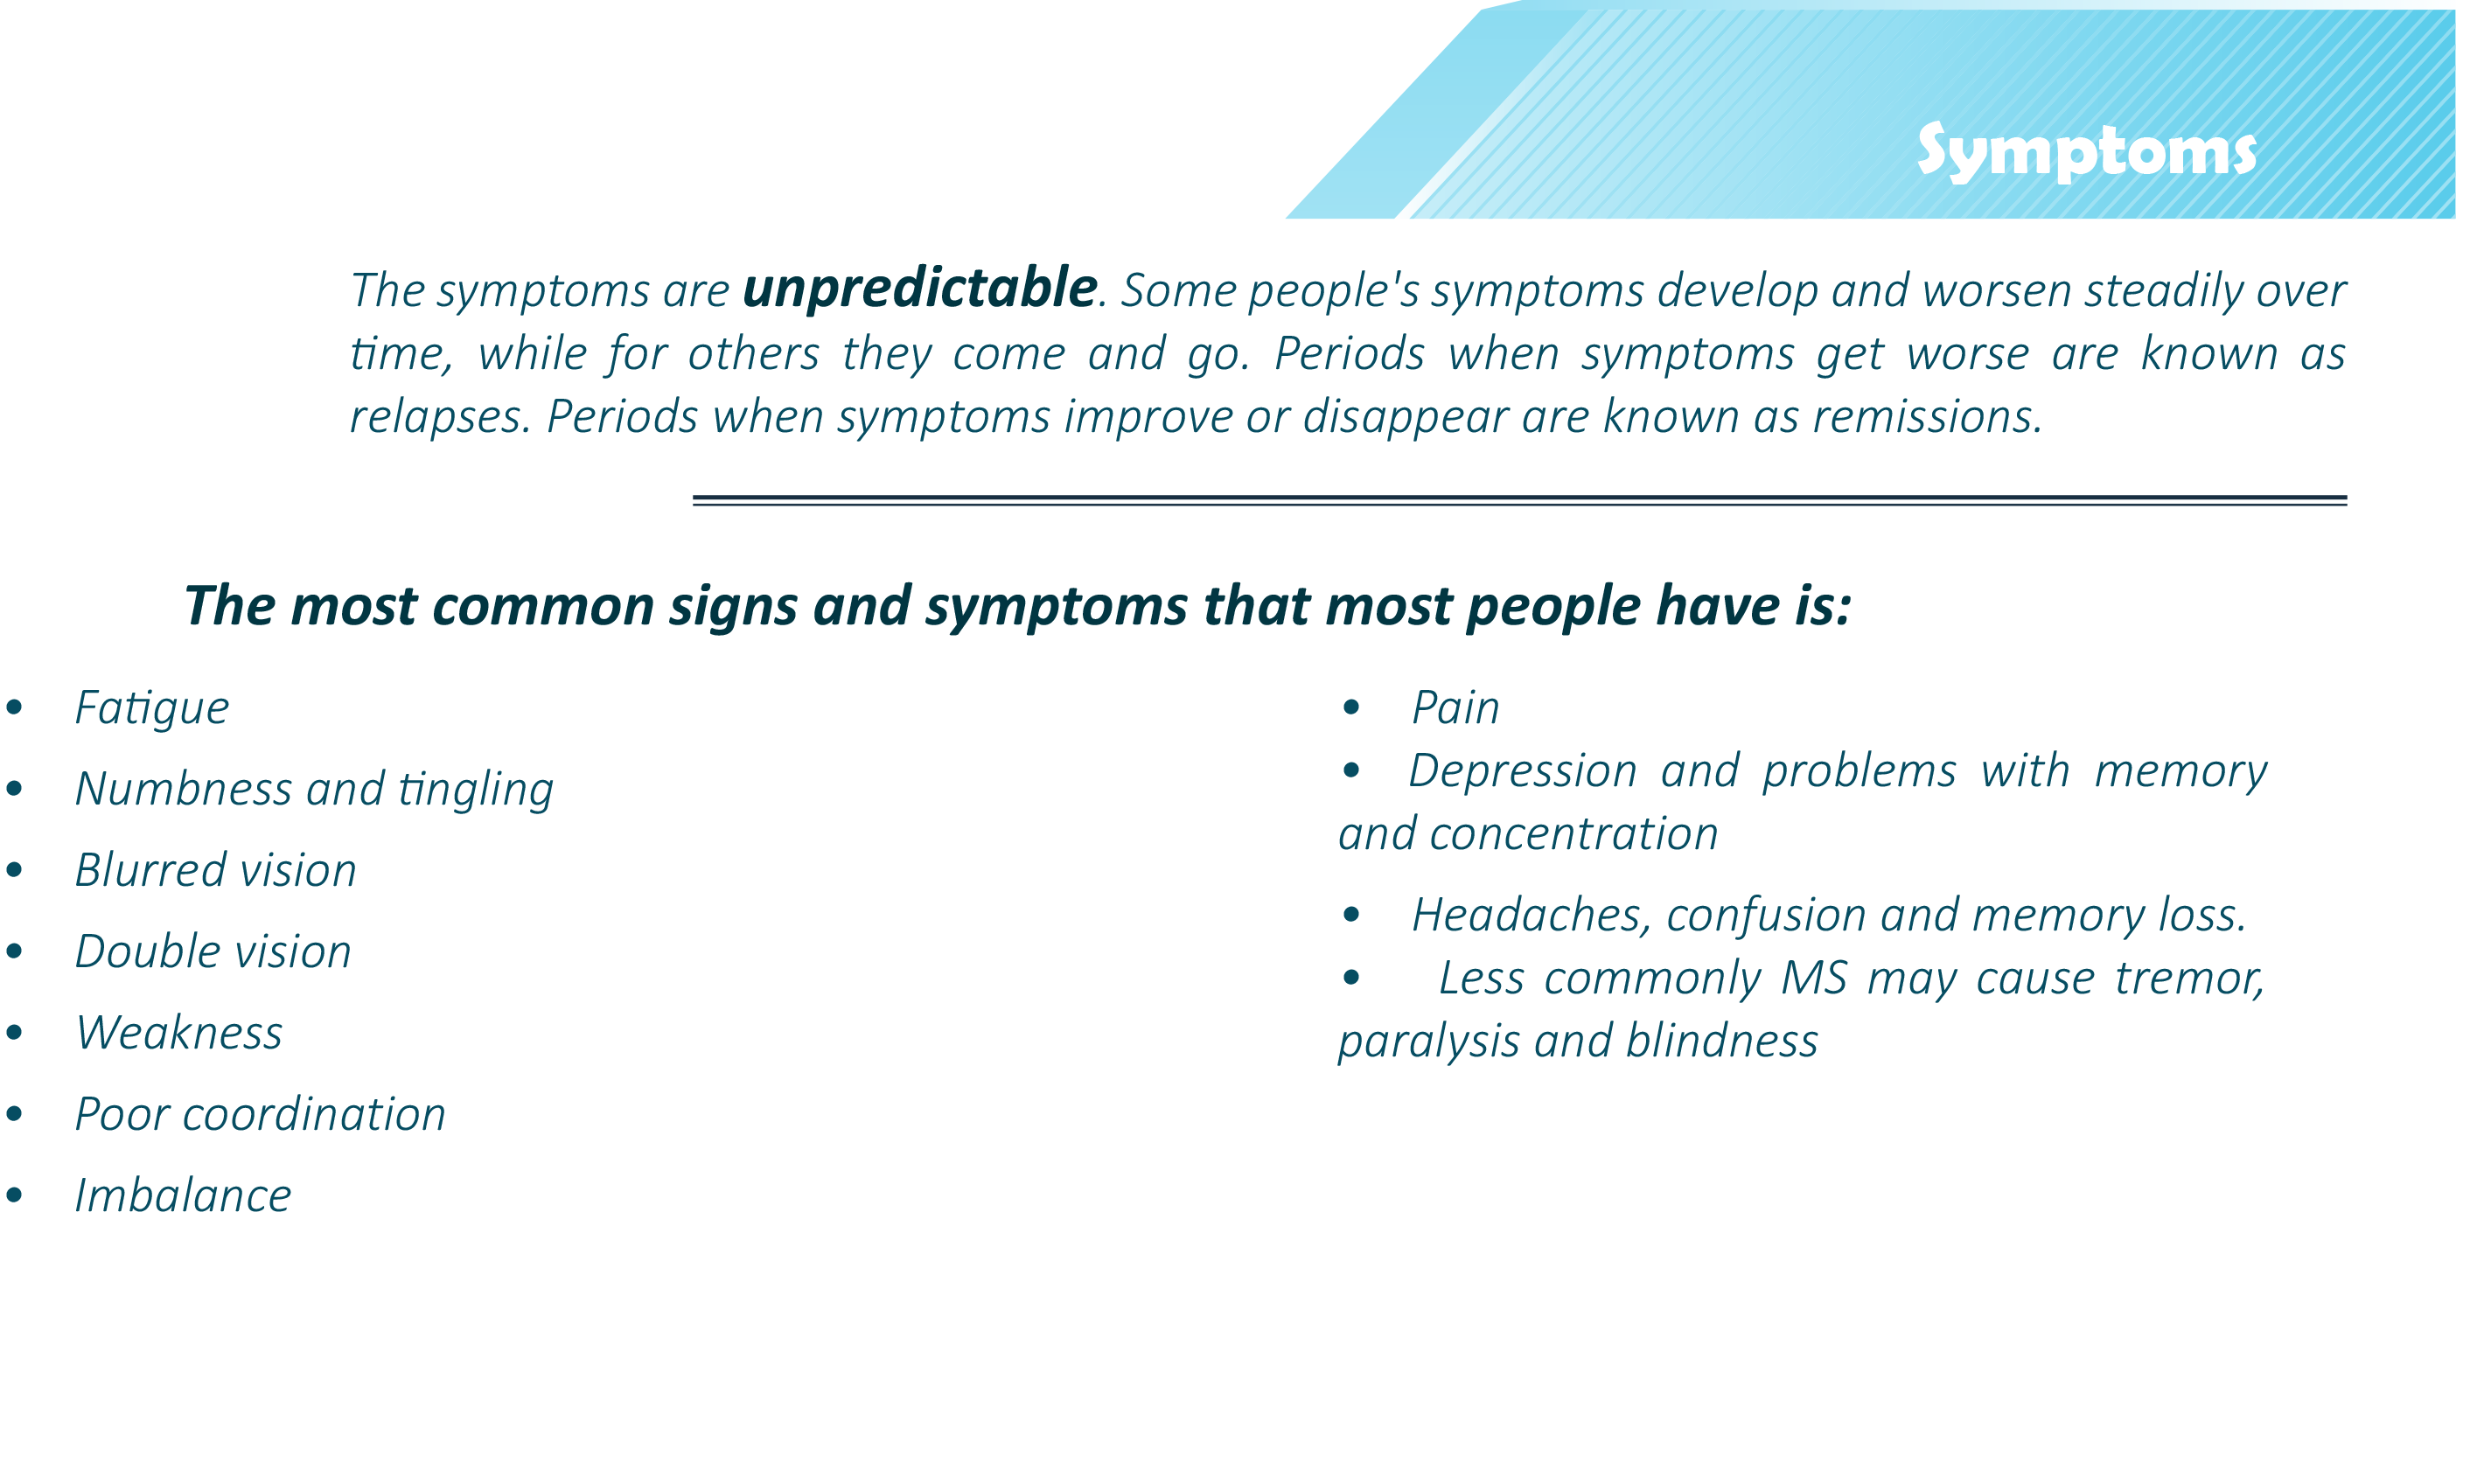 Symptoms
The symptoms are unpredictable. Some people's symptoms develop and worsen steadily over
time, while for others they come and go. Periods when symptoms get worse are known as
relapses. Periods when symptoms improve or disappear are known as remissions.
The most common signs and symptoms that most people have is:
• Fatigue
• Numbness and tingling
• Blurred vision
• Double vision
• Weakness
• Poor coordination
• Imbalance
• Pain
• Depression and problems with memory
and concentration
• Headaches, confusion and memory loss.
• Less commonly MS may cause tremor,
paralysis and blindness